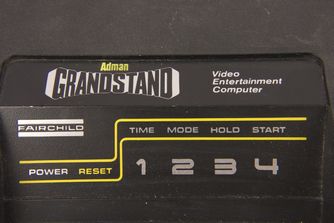 Adman
GRANDSTAND
Video
Entertainment
Computer
FAIRCHILD
TIME MODE HOLD START
POWER RESET 1 2 3 4